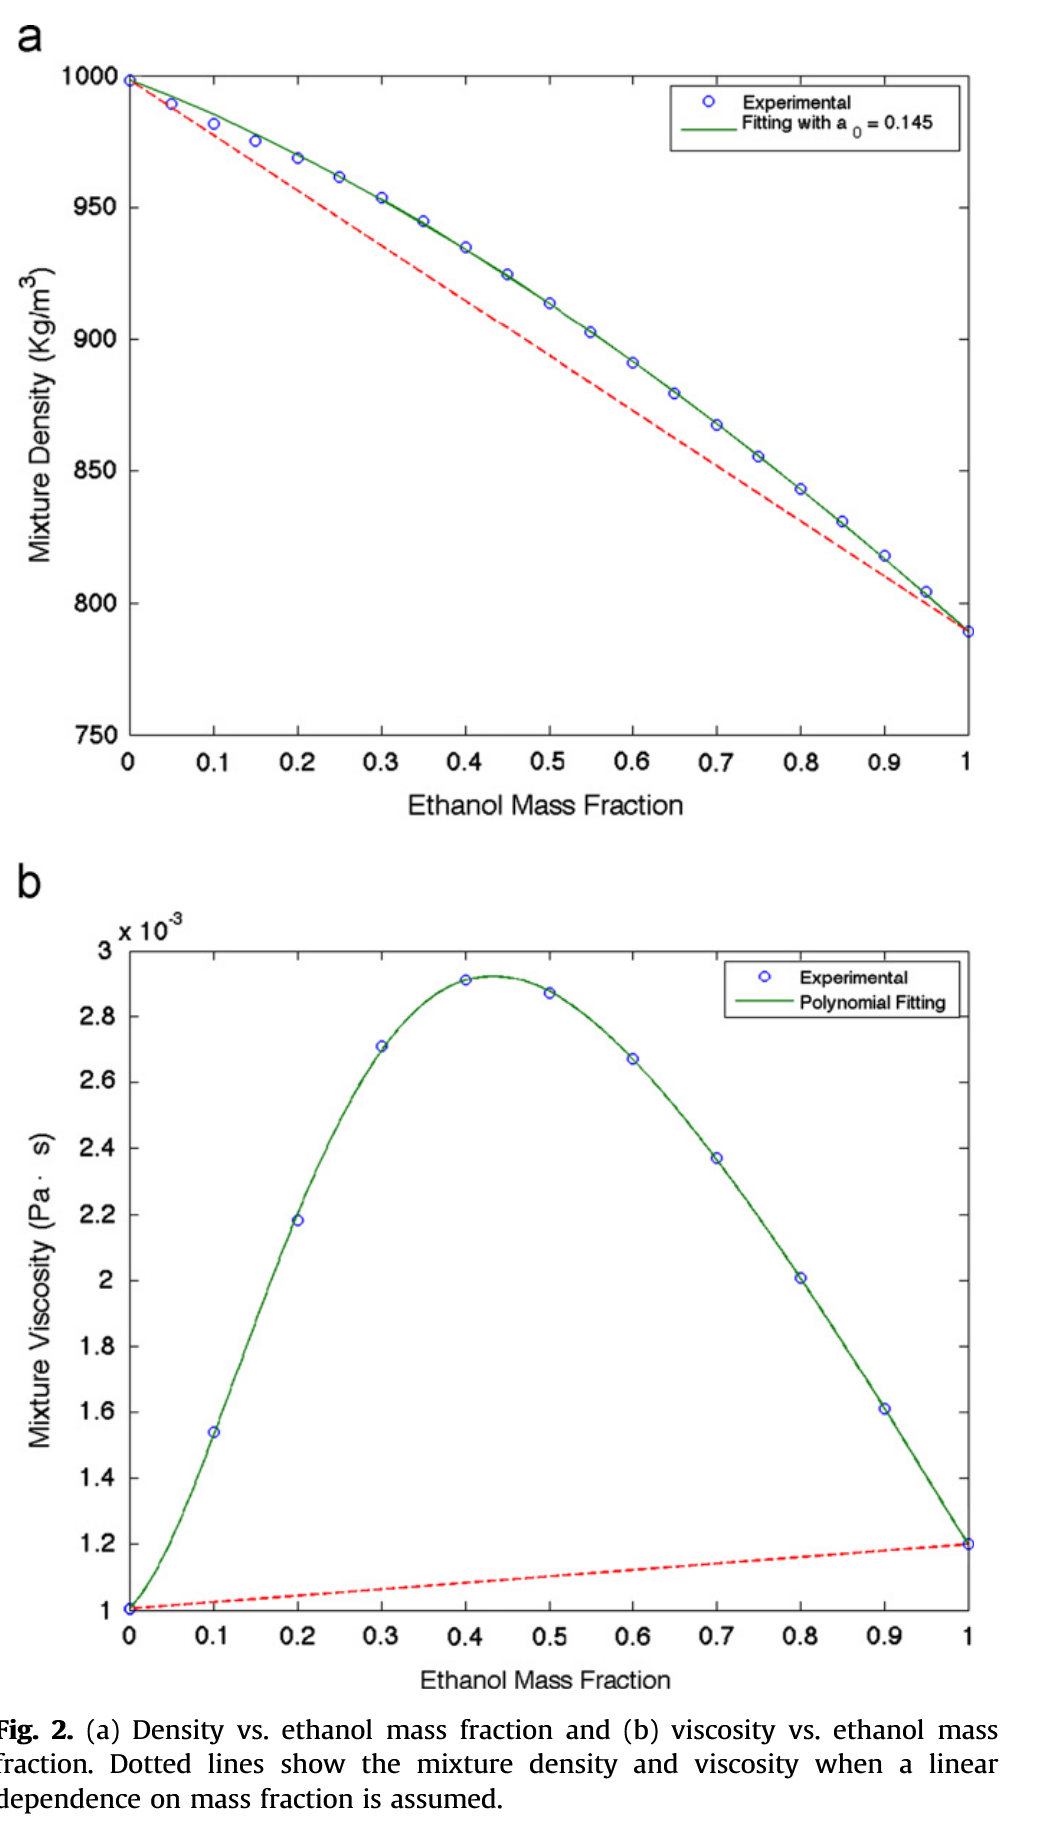 a
1000
950
900
850
800
750
Mixture Density (Kg/m3)
Experimental
Fitting with a 0 = 0.145
0 0.1 0.2 0.3 0.4 0.5 0.6 0.7 0.8 0.9 1
Ethanol Mass Fraction
b
x 10-3
3
2.8
2.6
2.4
2.2
2
1.8
1.6
1.4
1.2
1
Mixture Viscosity (Pa · s)
Experimental
Polynomial Fitting
0 0.1 0.2 0.3 0.4 0.5 0.6 0.7 0.8 0.9 1
Ethanol Mass Fraction
Fig. 2. (a) Density vs. ethanol mass fraction and (b) viscosity vs. ethanol mass
fraction. Dotted lines show the mixture density and viscosity when a linear
dependence on mass fraction is assumed.